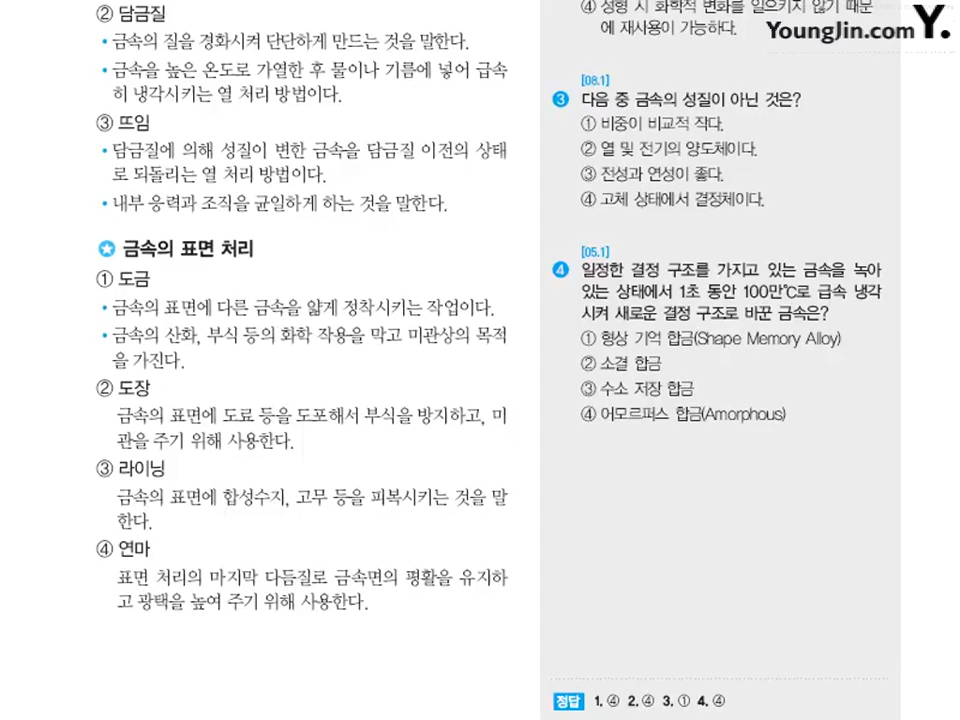 ② 담금질
• 금속의 질을 경화시켜 단단하게 만드는 것을 말한다.
• 금속을 높은 온도로 가열한 후 물이나 기름에 넣어 급속
히 냉각시키는 열 처리 방법이다.
③ 뜨임
• 담금질에 의해 성질이 변한 금속을 담금질 이전의 상태
로 되돌리는 열 처리 방법이다.
• 내부 응력과 조직을 균일하게 하는 것을 말한다.
금속의 표면 처리
① 도금
• 금속의 표면에 다른 금속을 얇게 정착시키는 작업이다.
• 금속의 산화, 부식 등의 화학 작용을 막고 미관상의 목적
을 가진다.
② 도장
금속의 표면에 도료 등을 도포해서 부식을 방지하고, 미
관을 주기 위해 사용한다.
③ 라이닝
금속의 표면에 합성수지, 고무 등을 피복시키는 것을 말
한다.
④ 연마
표면 처리의 마지막 다듬질로 금속면의 평활을 유지하
고 광택을 높여 주기 위해 사용한다.
④ 성형 시 화학적 변화를 일으키지 않기 때문
에 재사용이 가능하다.
YoungJin.com Y.
[08.1]
3 다음 중 금속의 성질이 아닌 것은?
① 비중이 비교적 작다.
② 열 및 전기의 양도체이다.
③ 전성과 연성이 좋다.
④ 고체 상태에서 결정체이다.
[05.1]
4 일정한 결정 구조를 가지고 있는 금속을 녹아
있는 상태에서 1초 동안 100만℃로 급속 냉각
시켜 새로운 결정 구조로 바꾼 금속은?
① 형상 기억 합금(Shape Memory Alloy)
② 소결 합금
③ 수소 저장 합금
④ 어모르퍼스 합금(Amorphous)
정답 1. ④ 2. ④ 3. ① 4. ④